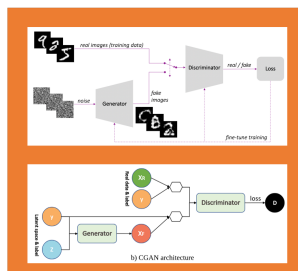 real images (training data)
Discriminator
real / fake
Loss
noise
Generator
fake
images
fine-tune training
Real data & label
XR
Y
Latent space & label
Y
Z
Generator
XF
Discriminator
loss
D
b) CGAN architecture